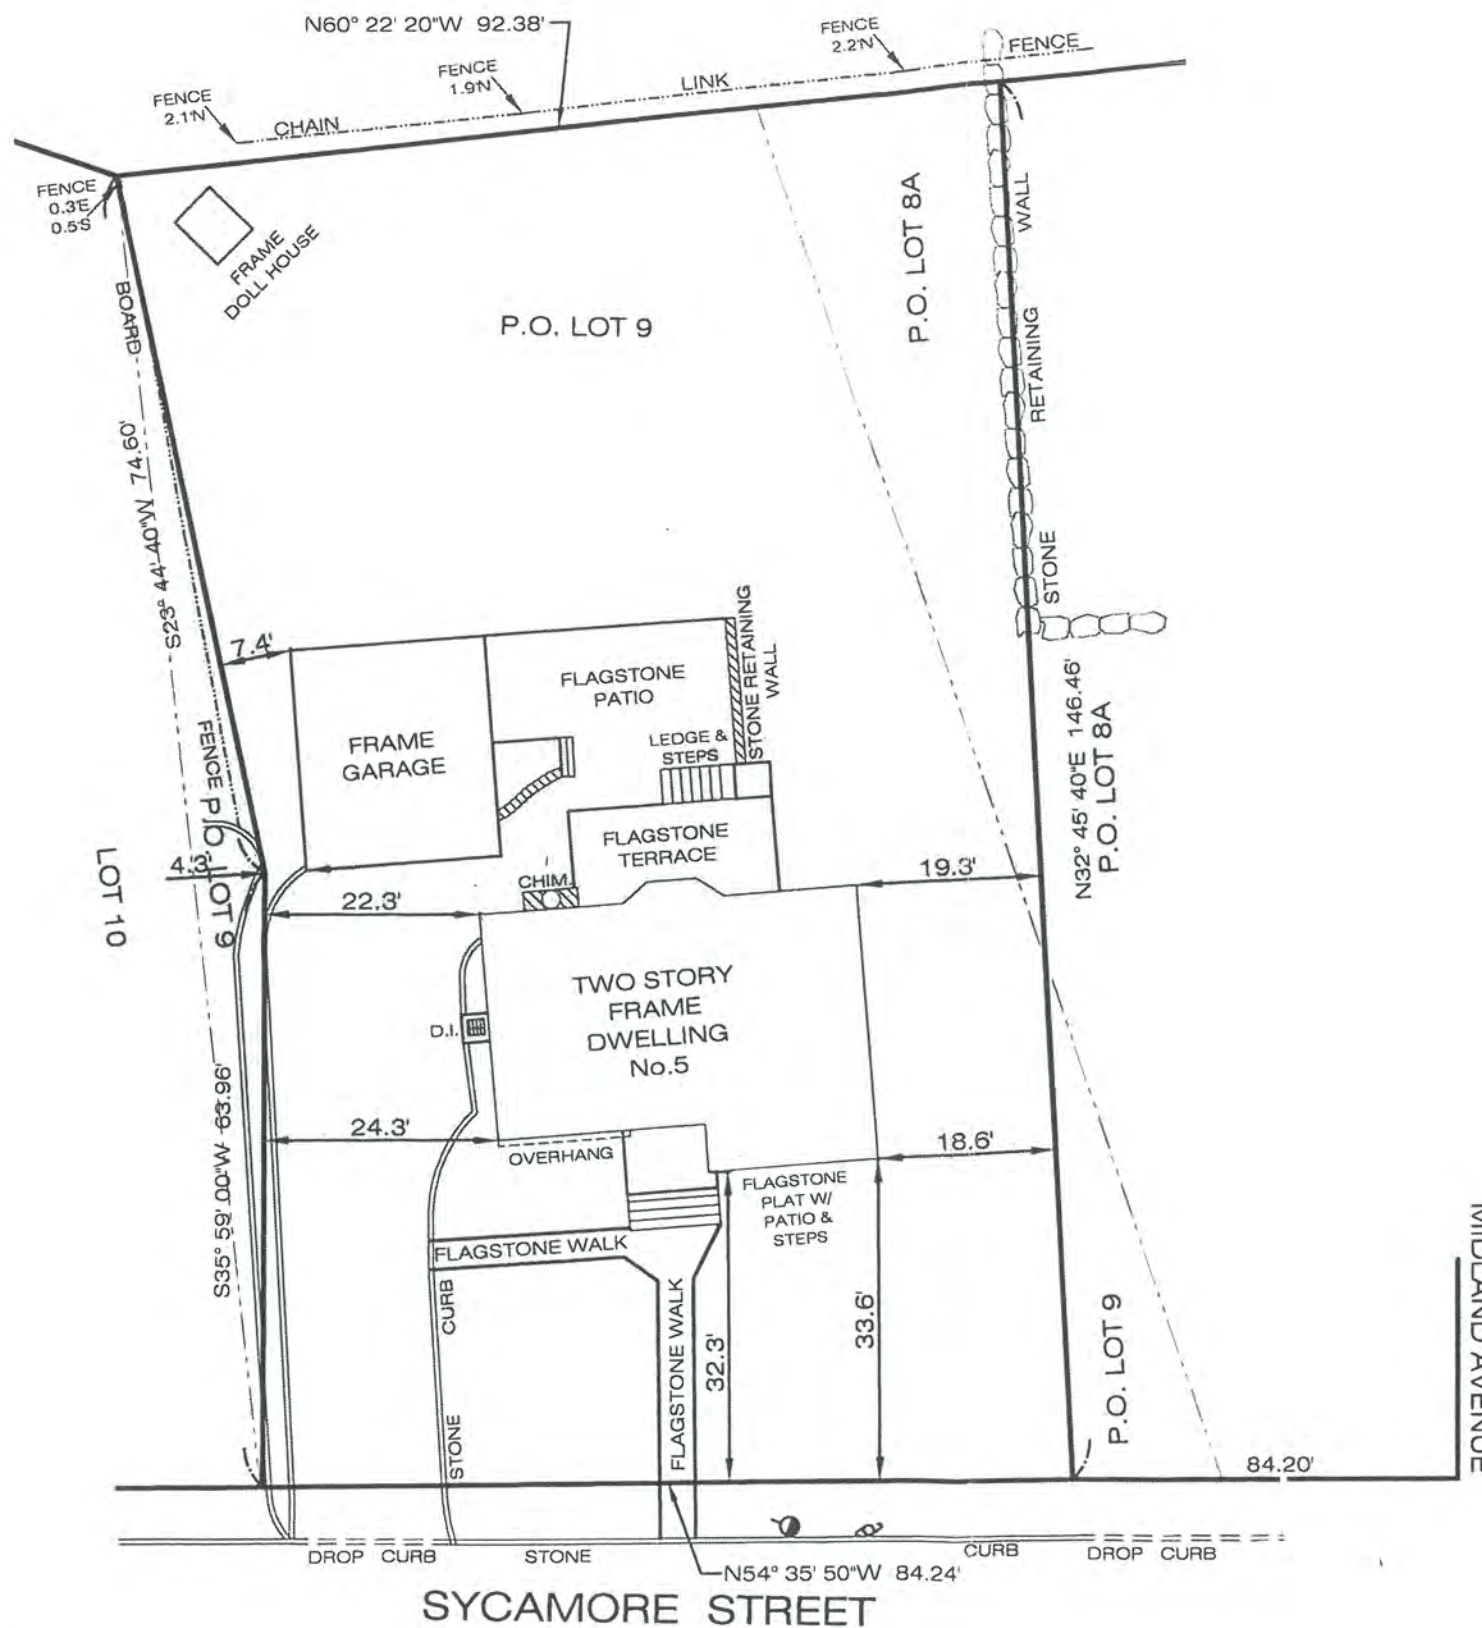 N60° 22' 20"W 92.38'
FENCE
2.2'N
FENCE
FENCE
1.9'N
LINK
FENCE
2.1'N
CHAIN
FENCE
0.3'E
0.5'S
FRAME
DOLL HOUSE
BOARD
P.O. LOT 9
P.O. LOT 8A
WALL
RETAINING
STONE
S23° 44' 40"W 74.60'
7.4'
FLAGSTONE
PATIO
STONE RETAINING
WALL
FRAME
GARAGE
LEDGE &
STEPS
FENCE
P.O. LOT 9
N32° 45' 40"E 146.46'
P.O. LOT 8A
FLAGSTONE
TERRACE
LOT 10
4.3'
CHIM.
19.3'
22.3'
TWO STORY
FRAME
DWELLING
No.5
D.I.
S35° 59' 00"W 63.96'
24.3'
OVERHANG
18.6'
FLAGSTONE
PLAT W/
PATIO &
STEPS
FLAGSTONE WALK
CURB
STONE
FLAGSTONE WALK
32.3'
33.6'
P.O. LOT 9
MIDLAND AVENUE
84.20'
DROP CURB
STONE
CURB
DROP CURB
N54° 35' 50"W 84.24'
SYCAMORE STREET